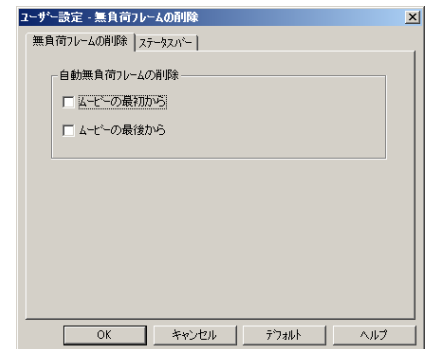 ユーザー設定 - 無負荷フレームの削除
無負荷フレームの削除 ステータスバー
自動無負荷フレームの削除
ムービーの最初から
ムービーの最後から
OK キャンセル デフォルト ヘルプ